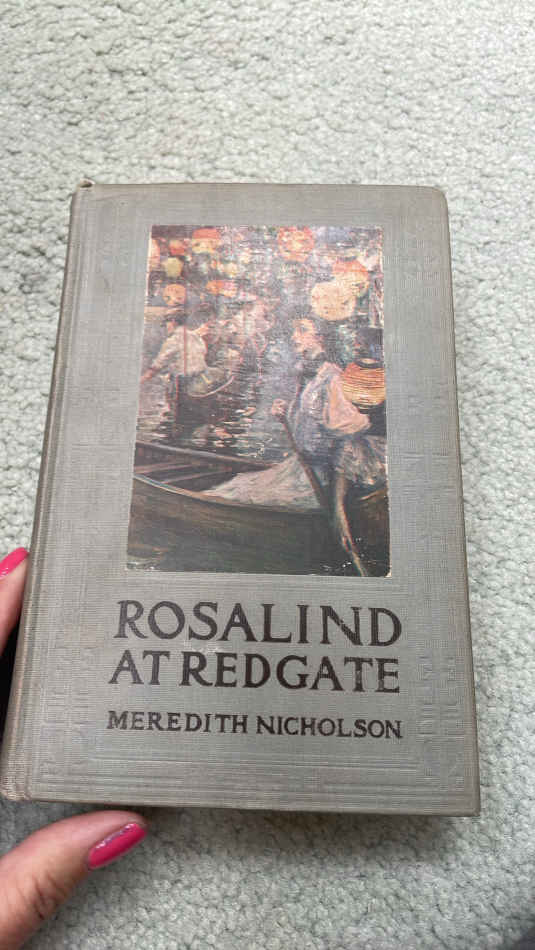 ROSALIND
AT REDGATE
MEREDITH NICHOLSON